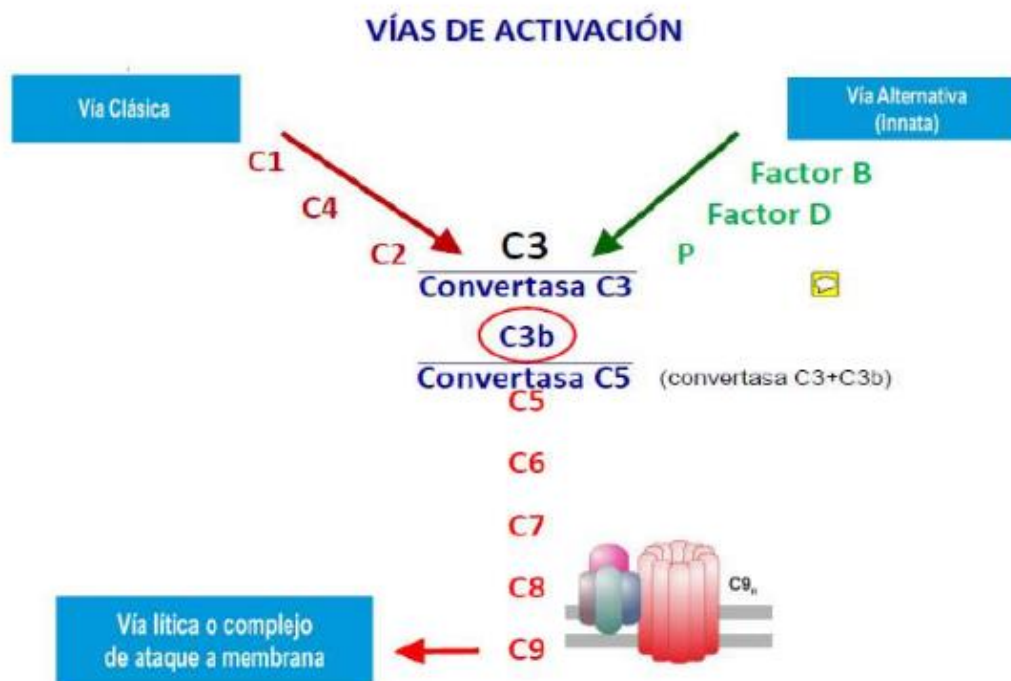 VÍAS DE ACTIVACIÓN
Vía Clásica
Vía Alternativa
(innata)
C1
C4
C2
Factor B
Factor D
P
C3
Convertasa C3
C3b
Convertasa C5
(convertasa C3+C3b)
C5
C6
C7
C8
C9
C9n
Vía lítica o complejo
de ataque a membrana